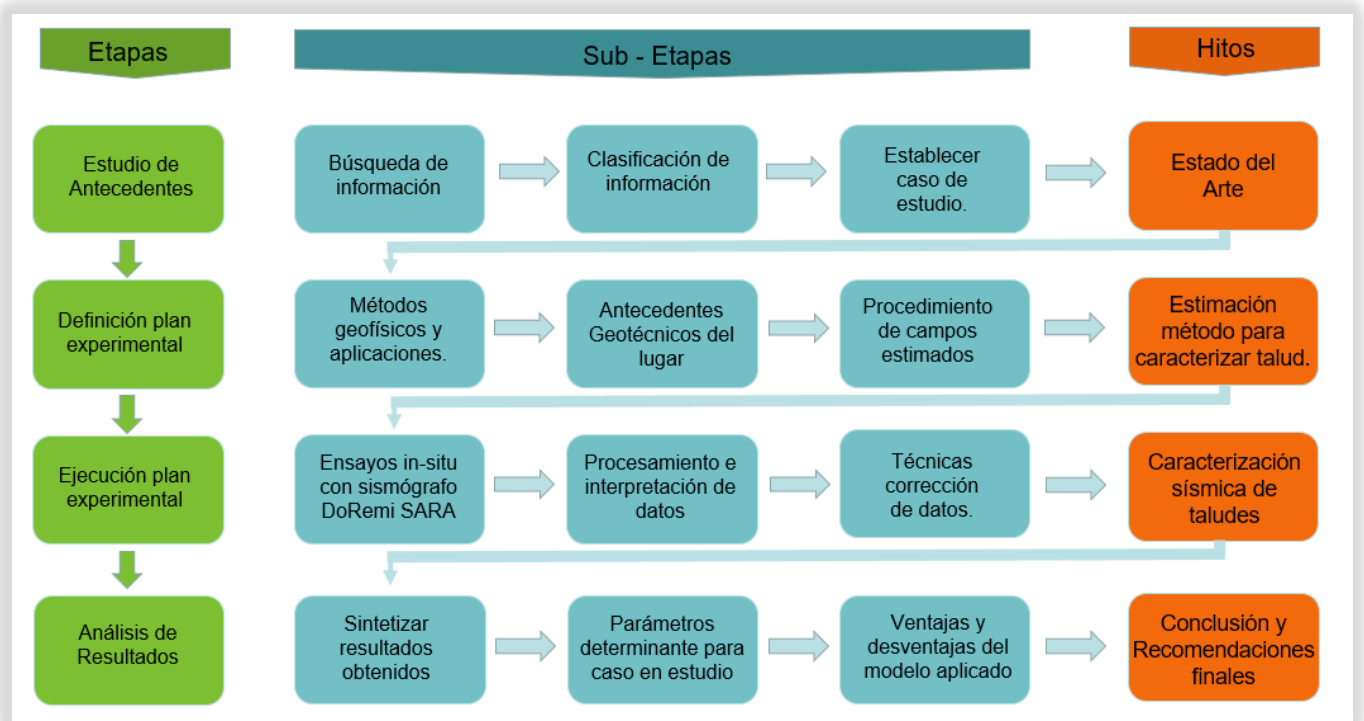 Etapas
Sub - Etapas
Hitos
Estudio de
Antecedentes
Búsqueda de
información
Clasificación de
información
Establecer
caso de
estudio.
Estado del
Arte
Definición plan
experimental
Métodos
geofísicos y
aplicaciones.
Antecedentes
Geotécnicos del
lugar
Procedimiento
de campos
estimados
Estimación
método para
caracterizar talud.
Ejecución plan
experimental
Ensayos in-situ
con sismógrafo
DoRemi SARA
Procesamiento e
interpretación de
datos
Técnicas
corrección
de datos.
Caracterización
sísmica de
taludes
Análisis de
Resultados
Sintetizar
resultados
obtenidos
Parámetros
determinante para
caso en estudio
Ventajas y
desventajas del
modelo aplicado
Conclusión y
Recomendaciones
finales